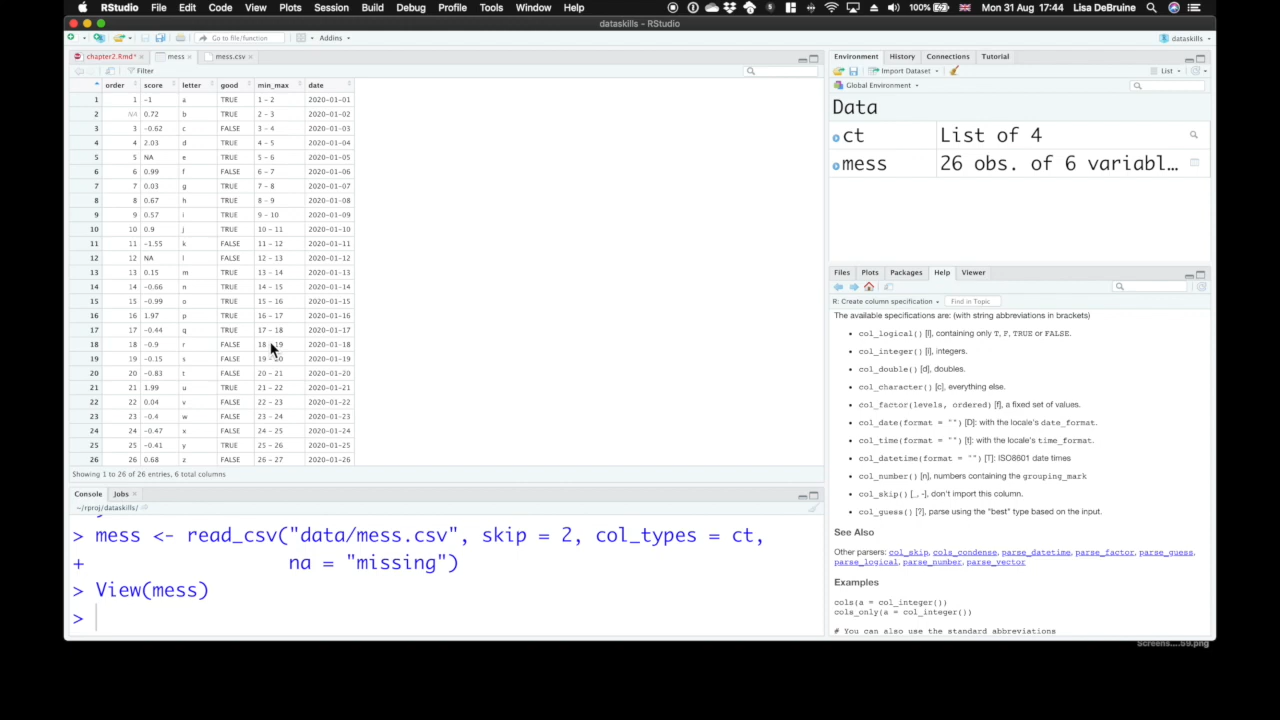 RStudio File Edit Code View Plots Session Build Debug Profile Tools Window Help 100% Mon 31 Aug 17:44 Lisa DeBruine
dataskills - RStudio
Go to file/function Addins dataskills
chapter2.Rmd* mess mess.csv
Filter
order score letter good min_max date
1 1 -1 a TRUE 1 - 2 2020-01-01
2 NA 0.72 b TRUE 2 - 3 2020-01-02
3 3 -0.62 c FALSE 3 - 4 2020-01-03
4 4 2.03 d TRUE 4 - 5 2020-01-04
5 5 NA e TRUE 5 - 6 2020-01-05
6 6 0.99 f FALSE 6 - 7 2020-01-06
7 7 0.03 g TRUE 7 - 8 2020-01-07
8 8 0.67 h TRUE 8 - 9 2020-01-08
9 9 0.57 i TRUE 9 - 10 2020-01-09
10 10 0.9 j TRUE 10 - 11 2020-01-10
11 11 -1.55 k FALSE 11 - 12 2020-01-11
12 12 NA l FALSE 12 - 13 2020-01-12
13 13 0.15 m TRUE 13 - 14 2020-01-13
14 14 -0.66 n TRUE 14 - 15 2020-01-14
15 15 -0.99 o TRUE 15 - 16 2020-01-15
16 16 1.97 p TRUE 16 - 17 2020-01-16
17 17 -0.44 q TRUE 17 - 18 2020-01-17
18 18 -0.9 r FALSE 18 - 19 2020-01-18
19 19 -0.15 s FALSE 19 - 20 2020-01-19
20 20 -0.83 t FALSE 20 - 21 2020-01-20
21 21 1.99 u TRUE 21 - 22 2020-01-21
22 22 0.04 v FALSE 22 - 23 2020-01-22
23 23 -0.4 w FALSE 23 - 24 2020-01-23
24 24 -0.47 x FALSE 24 - 25 2020-01-24
25 25 -0.41 y TRUE 25 - 26 2020-01-25
26 26 0.68 z FALSE 26 - 27 2020-01-26
Showing 1 to 26 of 26 entries, 6 total columns
Console Jobs
~/rproj/dataskills/
> mess <- read_csv("data/mess.csv", skip = 2, col_types = ct,
+ na = "missing")
> View(mess)
>
Environment History Connections Tutorial
Import Dataset List
Global Environment
Data
ct List of 4
mess 26 obs. of 6 variabl…
Files Plots Packages Help Viewer
R: Create column specification Find in Topic
The available specifications are: (with string abbreviations in brackets)
• col_logical() [l], containing only T, F, TRUE or FALSE.
• col_integer() [i], integers.
• col_double() [d], doubles.
• col_character() [c], everything else.
• col_factor(levels, ordered) [f], a fixed set of values.
• col_date(format = "") [D]: with the locale's date_format.
• col_time(format = "") [t]: with the locale's time_format.
• col_datetime(format = "") [T]: ISO8601 date times
• col_number() [n], numbers containing the grouping_mark
• col_skip() [_, -], don't import this column.
• col_guess() [?], parse using the "best" type based on the input.
See Also
Other parsers: col_skip, cols_condense, parse_datetime, parse_factor, parse_guess,
parse_logical, parse_number, parse_vector
Examples
cols(a = col_integer())
cols_only(a = col_integer())
# You can also use the standard abbreviations
Screens....59.png